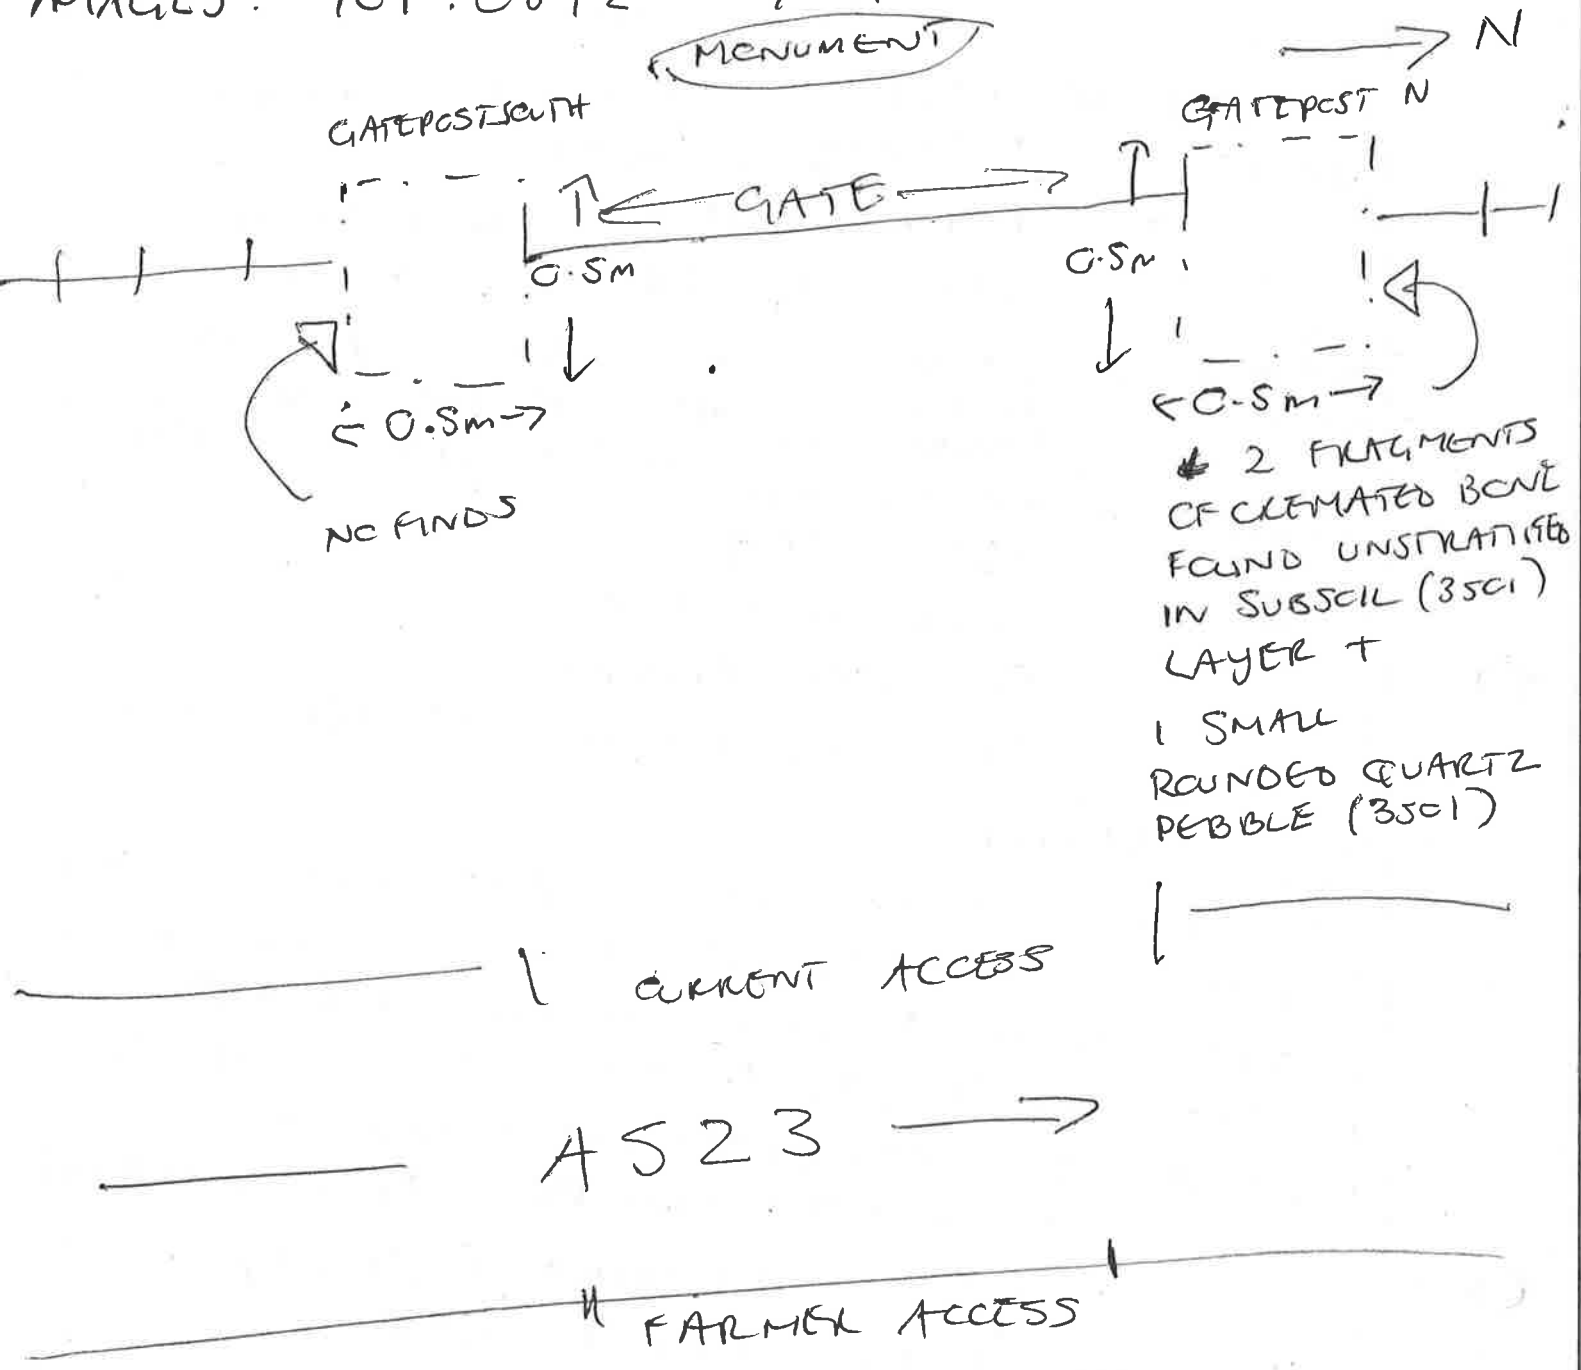 IMAGES:
MONUMENT
N
GATEPOST SOUTH
GATEPOST N
GATE
0.5m
0.5m
0.5m
0.5m
NO FINDS
2 FRAGMENTS
OF CREMATED BONE
FOUND UNSTRATIFIED
IN SUBSOIL (3501)
LAYER +
1 SMALL
ROUNDED QUARTZ
PEBBLE (3501)
CURRENT ACCESS
A523
FARMER ACCESS